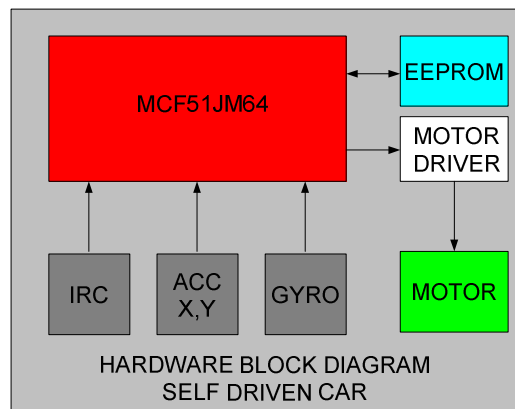 MCF51JM64
EEPROM
MOTOR
DRIVER
IRC
ACC
X,Y
GYRO
MOTOR
HARDWARE BLOCK DIAGRAM
SELF DRIVEN CAR